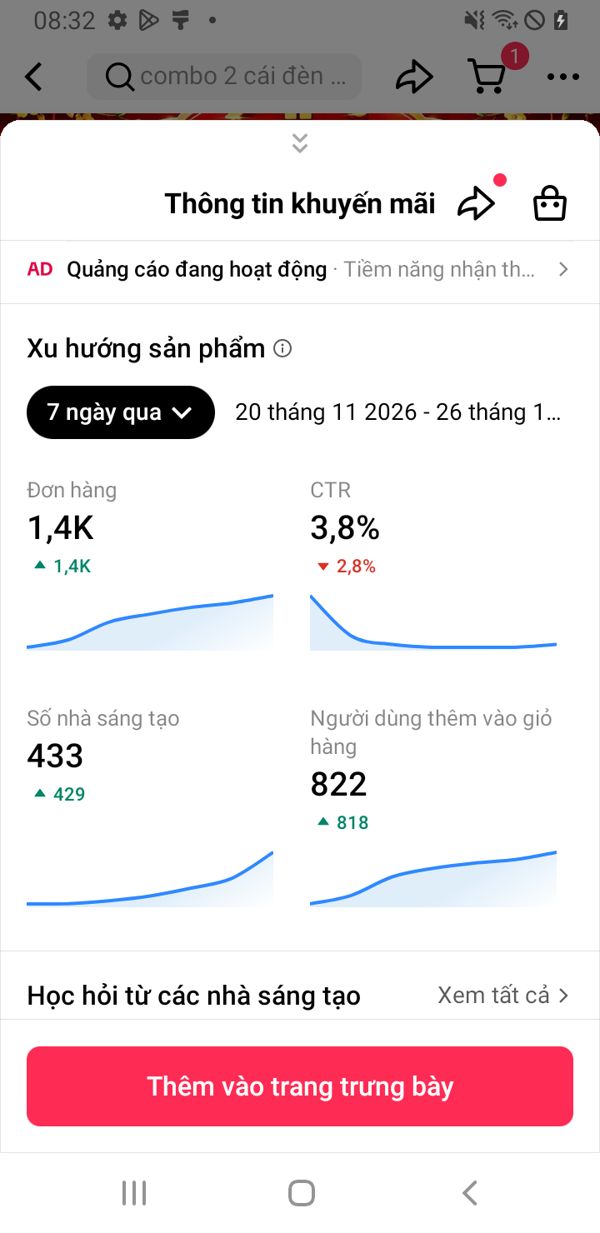 08:32
combo 2 cái đèn ...
1
Thông tin khuyến mãi
AD Quảng cáo đang hoạt động · Tiềm năng nhận th...
Xu hướng sản phẩm
7 ngày qua 20 tháng 11 2026 - 26 tháng 1...
Đơn hàng
1,4K
1,4K
CTR
3,8%
2,8%
Số nhà sáng tạo
433
429
Người dùng thêm vào giỏ
hàng
822
818
Học hỏi từ các nhà sáng tạo Xem tất cả
Thêm vào trang trưng bày